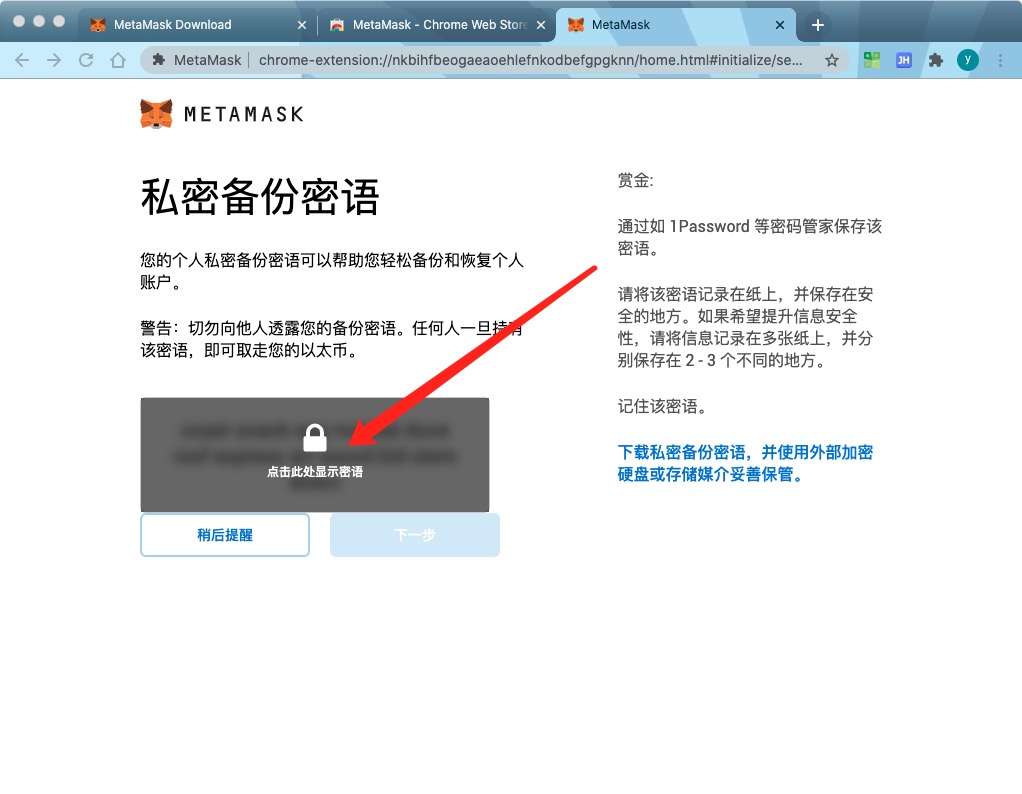 MetaMask Download
MetaMask - Chrome Web Store
MetaMask
MetaMask
chrome-extension://nkbihfbeogaeaoehlefnkodbefgpgknn/home.html#initialize/se...
JH
y
METAMASK
私密备份密语
您的个人私密备份密语可以帮助您轻松备份和恢复个人
账户。
警告：切勿向他人透露您的备份密语。任何人一旦持有
该密语，即可取走您的以太币。
点击此处显示密语
稍后提醒
下一步
赏金:
通过如 1Password 等密码管家保存该
密语。
请将该密语记录在纸上，并保存在安
全的地方。如果希望提升信息安全
性，请将信息记录在多张纸上，并分
别保存在 2 - 3 个不同的地方。
记住该密语。
下载私密备份密语，并使用外部加密
硬盘或存储媒介妥善保管。